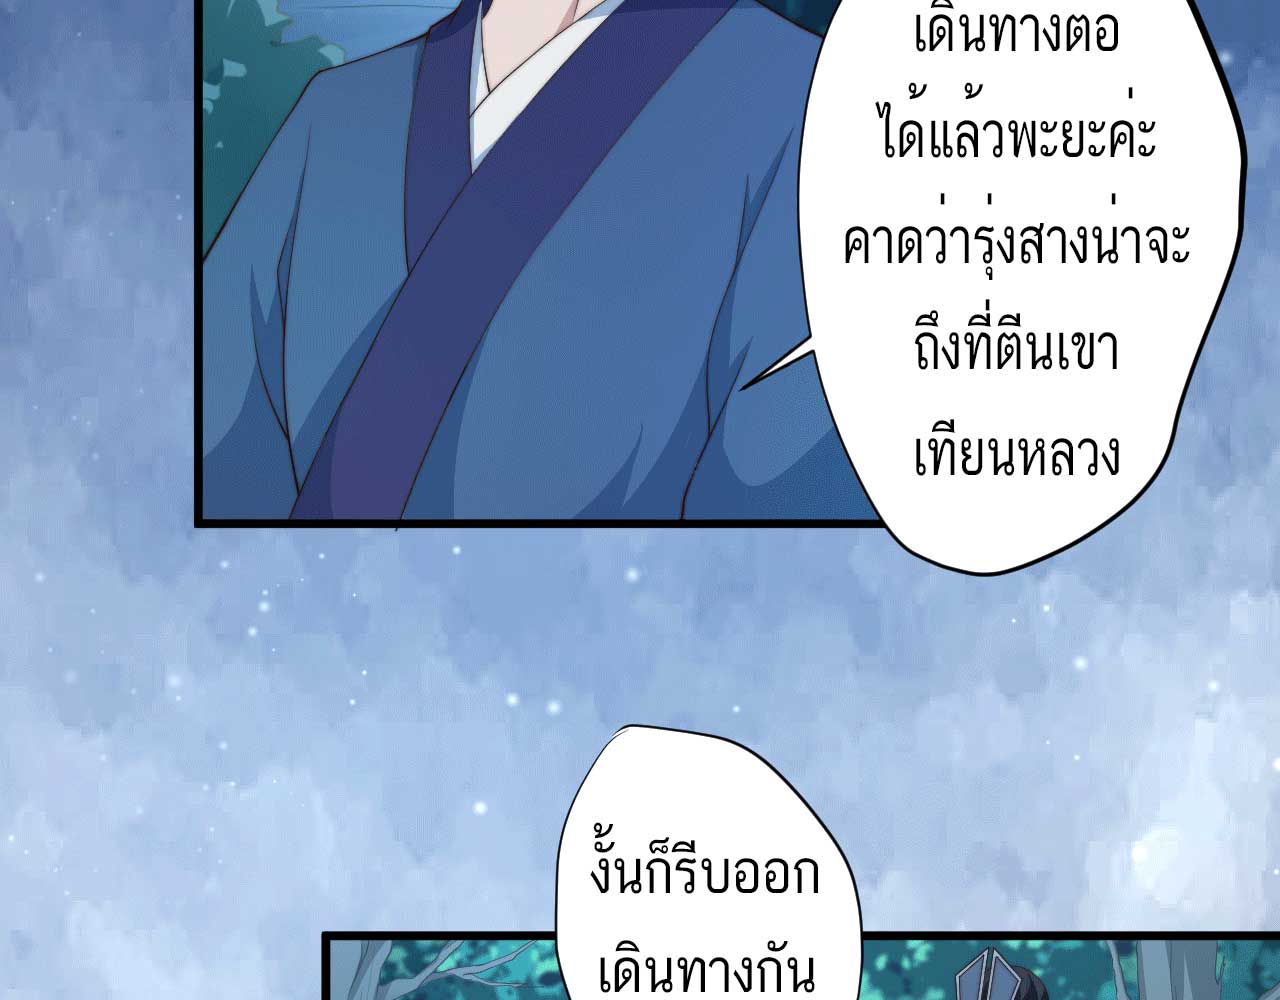 เดินทางตอ
ได้แล้วพะยะค่ะ
คาดว่ารุ่งสางน่าจะ
ถึงที่ตีนเขา
เทียนหลวง
งั้นก็รีบออก
เดินทางกัน